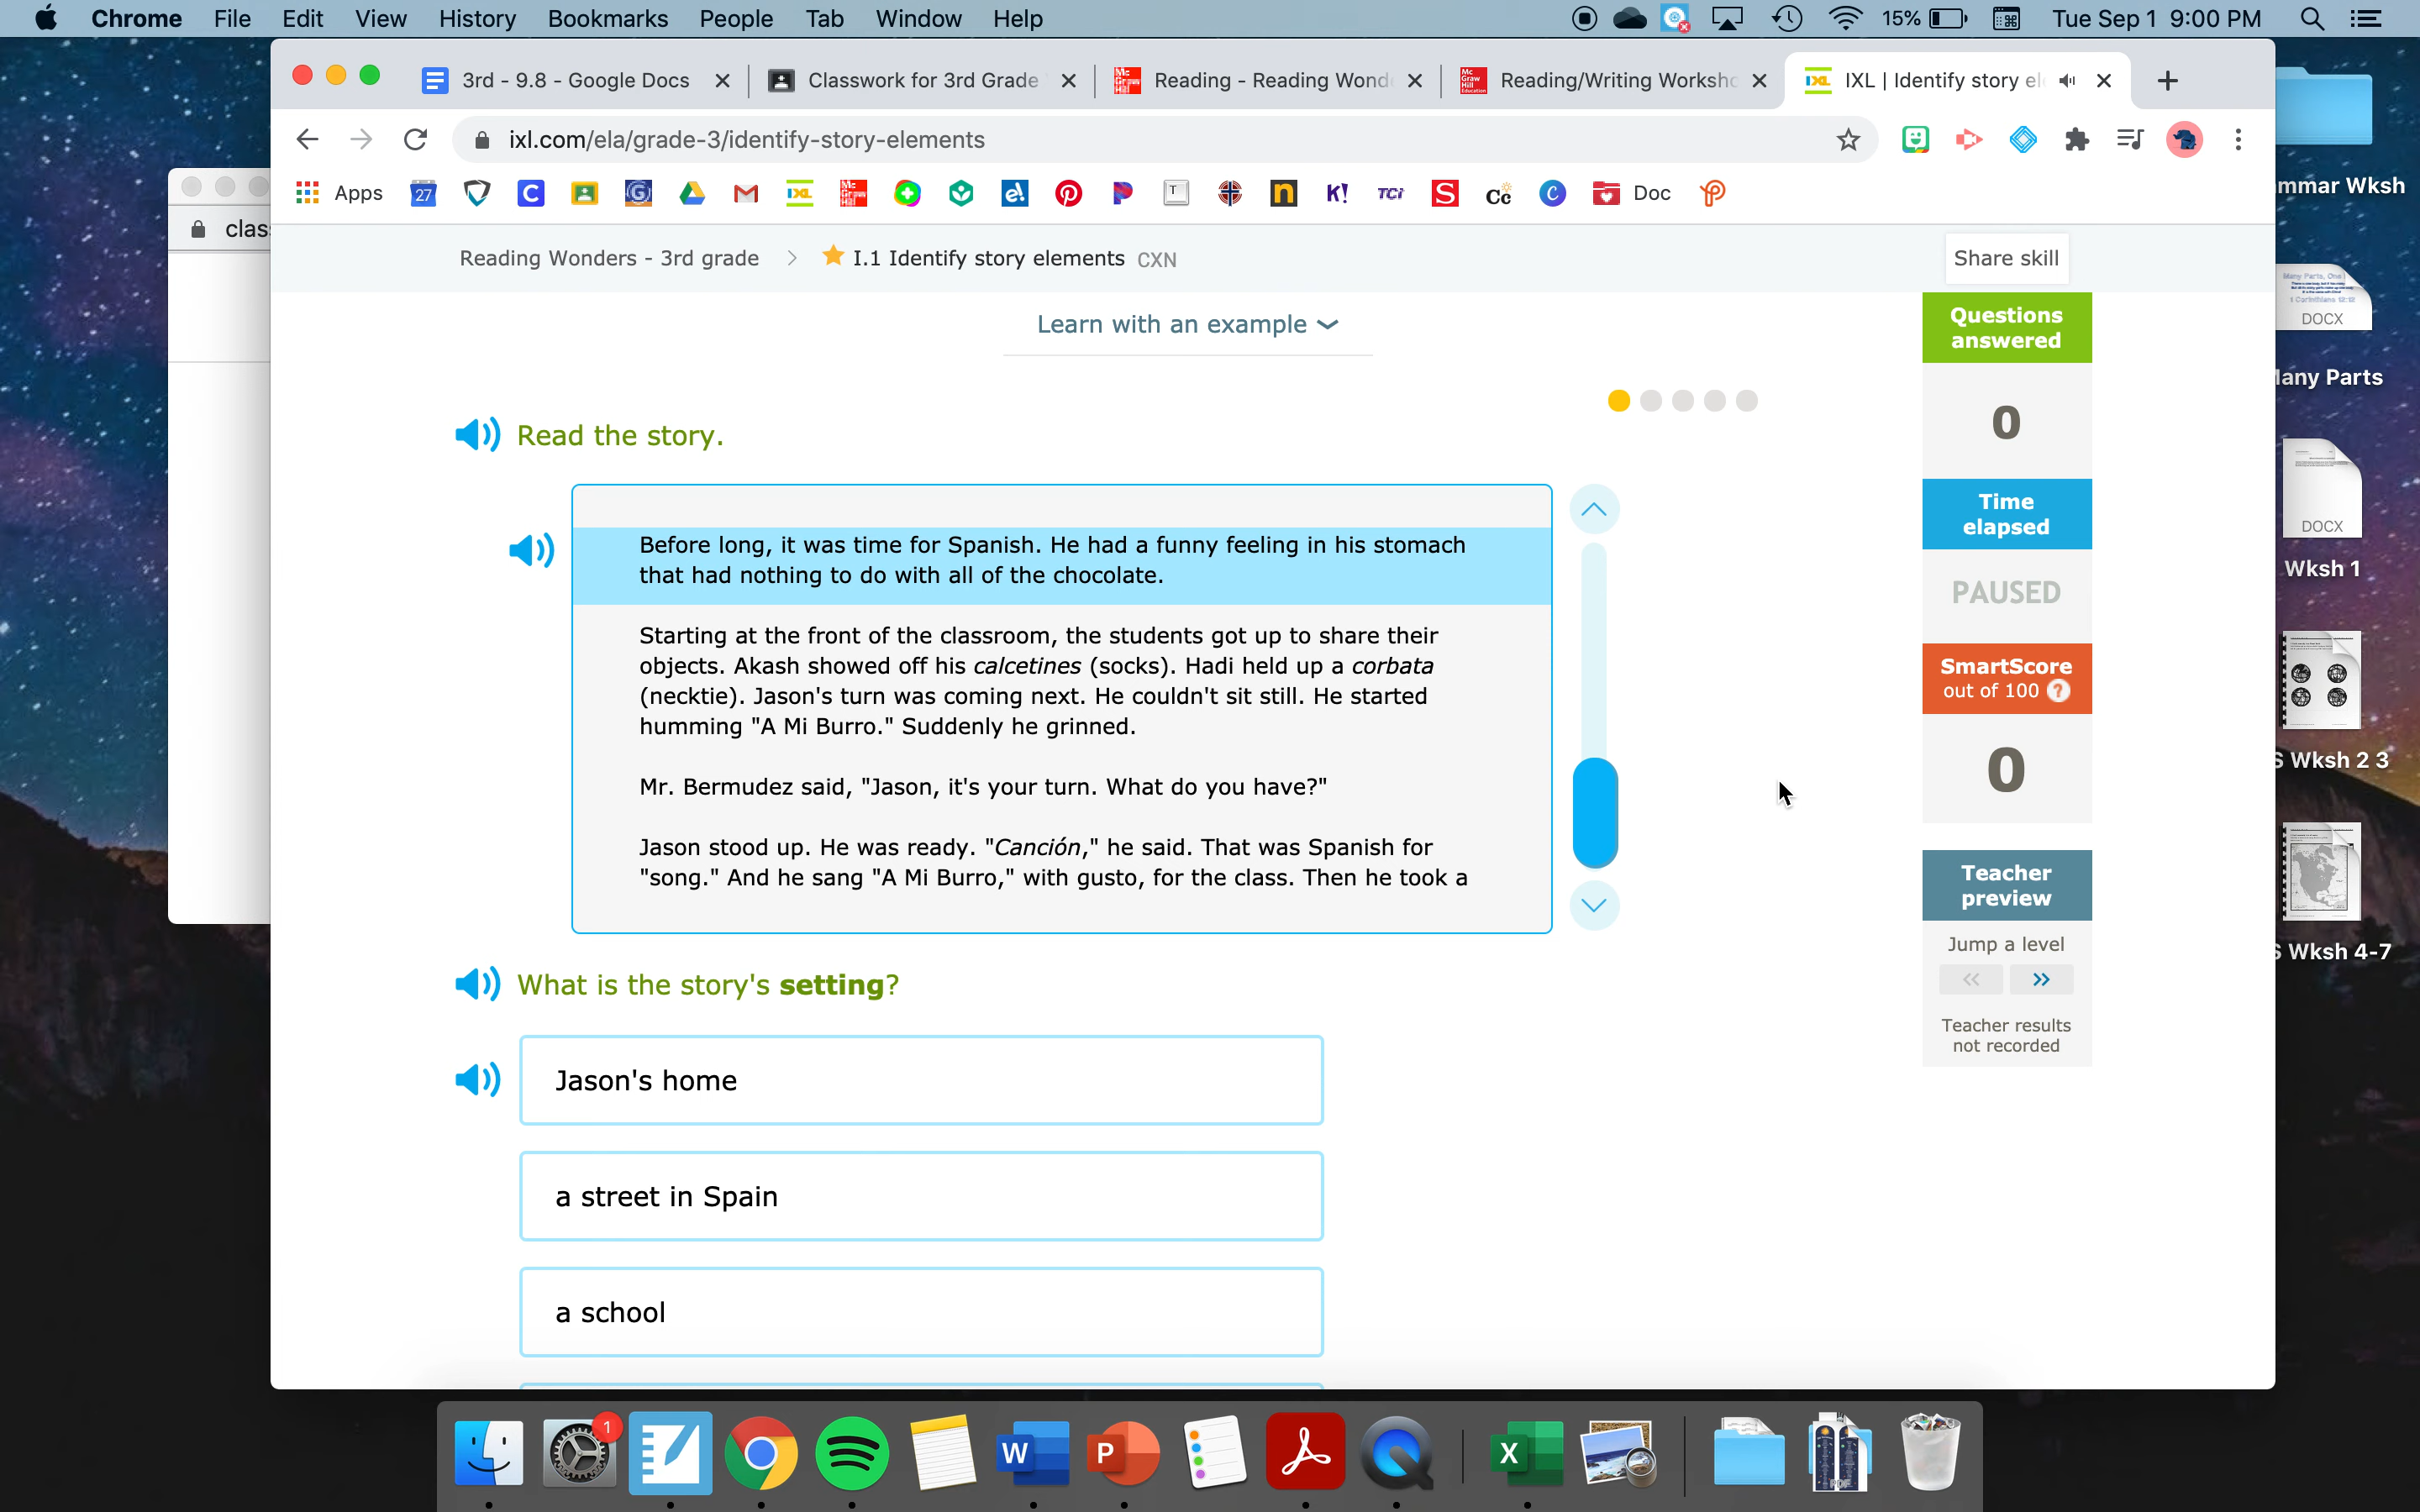 Chrome File Edit View History Bookmarks People Tab Window Help 15% Tue Sep 1 9:00 PM
3rd - 9.8 - Google Docs Classwork for 3rd Grade Reading - Reading Wond Reading/Writing Worksho IXL | Identify story el
ixl.com/ela/grade-3/identify-story-elements
Apps 27 Doc
clas
Reading Wonders - 3rd grade > I.1 Identify story elements CXN
Share skill
Learn with an example
Questions
answered
0
Time
elapsed
PAUSED
SmartScore
out of 100 ?
0
Teacher
preview
Jump a level
Teacher results
not recorded
Read the story.
Before long, it was time for Spanish. He had a funny feeling in his stomach
that had nothing to do with all of the chocolate.
Starting at the front of the classroom, the students got up to share their
objects. Akash showed off his calcetines (socks). Hadi held up a corbata
(necktie). Jason's turn was coming next. He couldn't sit still. He started
humming "A Mi Burro." Suddenly he grinned.
Mr. Bermudez said, "Jason, it's your turn. What do you have?"
Jason stood up. He was ready. "Canción," he said. That was Spanish for
"song." And he sang "A Mi Burro," with gusto, for the class. Then he took a
What is the story's setting?
Jason's home
a street in Spain
a school
mmar Wksh
Many Parts, One
1 Corinthians 12:12
DOCX
Many Parts
DOCX
Wksh 1
S Wksh 2 3
S Wksh 4-7
1